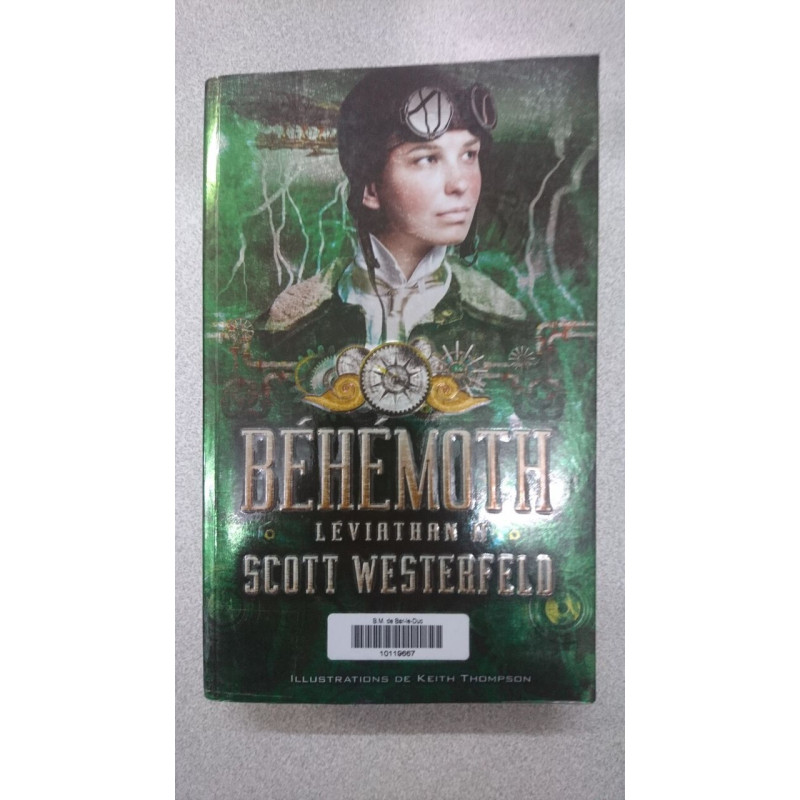 BÉHÉMOTH
LÉVIATHAN
SCOTT WESTERFELD
B.M. de Bar-le-Duc
10119667
ILLUSTRATIONS DE KEITH THOMPSON